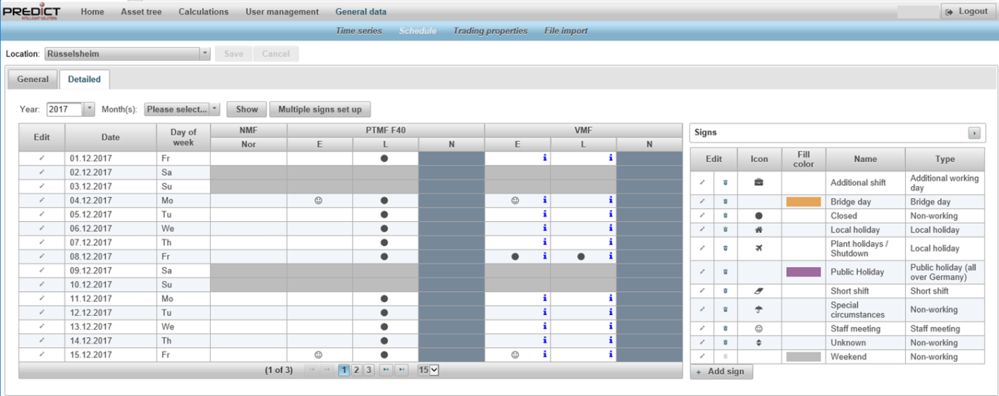 PREDICT
INTELLIGENT SOLUTIONS
Home Asset tree Calculations User management General data
Logout
Time series Schedule Trading properties File import
Location: Rüsselsheim Save Cancel
General Detailed
Year: 2017 Month(s): Please select... Show Multiple signs set up
Edit Date Day of week NMF PTMF F40 VMF
Nor E L N E L N
01.12.2017 Fr i i
02.12.2017 Sa
03.12.2017 Su
04.12.2017 Mo i i
05.12.2017 Tu i i
06.12.2017 We i i
07.12.2017 Th i i
08.12.2017 Fr i i
09.12.2017 Sa
10.12.2017 Su
11.12.2017 Mo i i
12.12.2017 Tu i i
13.12.2017 We i i
14.12.2017 Th i i
15.12.2017 Fr i i
(1 of 3) 1 2 3 15
Signs
Edit Icon Fill color Name Type
Additional shift Additional working day
Bridge day Bridge day
Closed Non-working
Local holiday Local holiday
Plant holidays / Shutdown Local holiday
Public Holiday Public holiday (all over Germany)
Short shift Short shift
Special circumstances Non-working
Staff meeting Staff meeting
Unknown Non-working
Weekend Non-working
+ Add sign